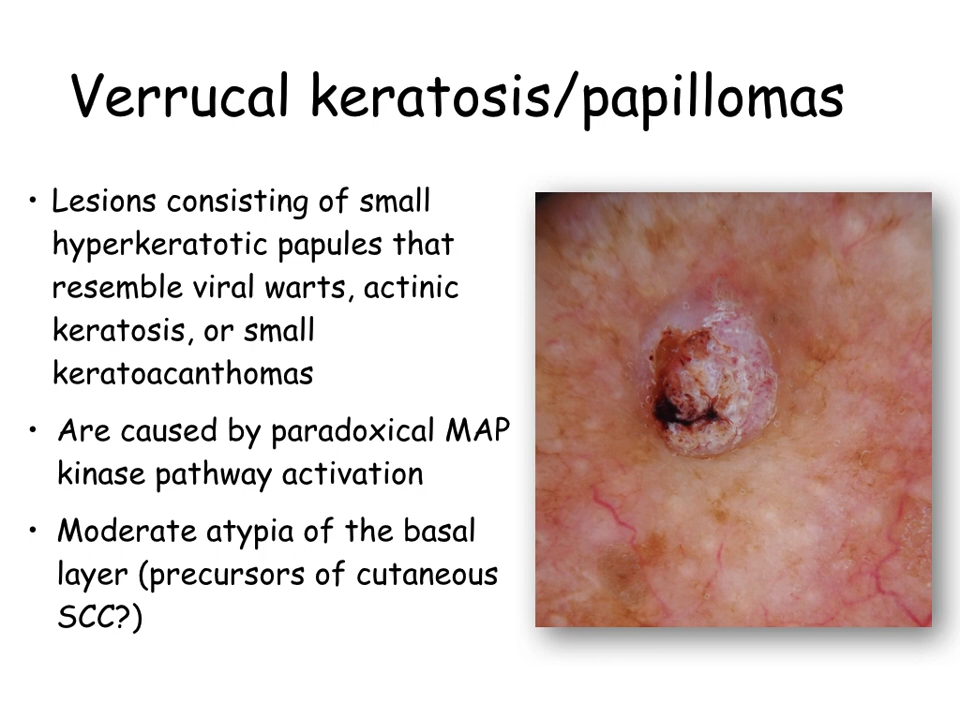 Verrucal keratosis/papillomas
• Lesions consisting of small
hyperkeratotic papules that
resemble viral warts, actinic
keratosis, or small
keratoacanthomas
• Are caused by paradoxical MAP
kinase pathway activation
• Moderate atypia of the basal
layer (precursors of cutaneous
SCC?)